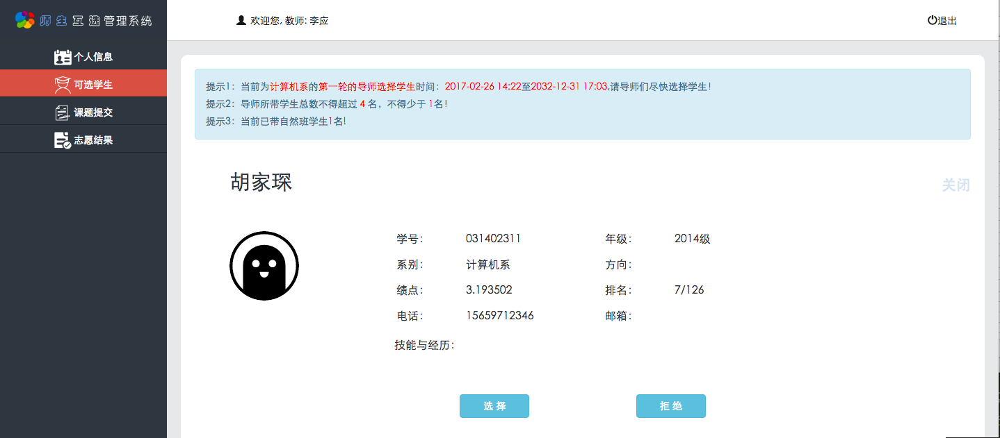 师生互选管理系统
欢迎您, 教师: 李应
退出
个人信息
可选学生
课题提交
志愿结果
提示1：当前为计算机系的第一轮的导师选择学生时间：2017-02-26 14:22至2032-12-31 17:03,请导师们尽快选择学生!
提示2：导师所带学生总数不得超过 4 名，不得少于 1名!
提示3：当前已带自然班学生1名!
胡家琛
关闭
学号： 031402311 年级： 2014级
系别： 计算机系 方向：
绩点： 3.193502 排名： 7/126
电话： 15659712346 邮箱：
技能与经历：
选 择 拒 绝